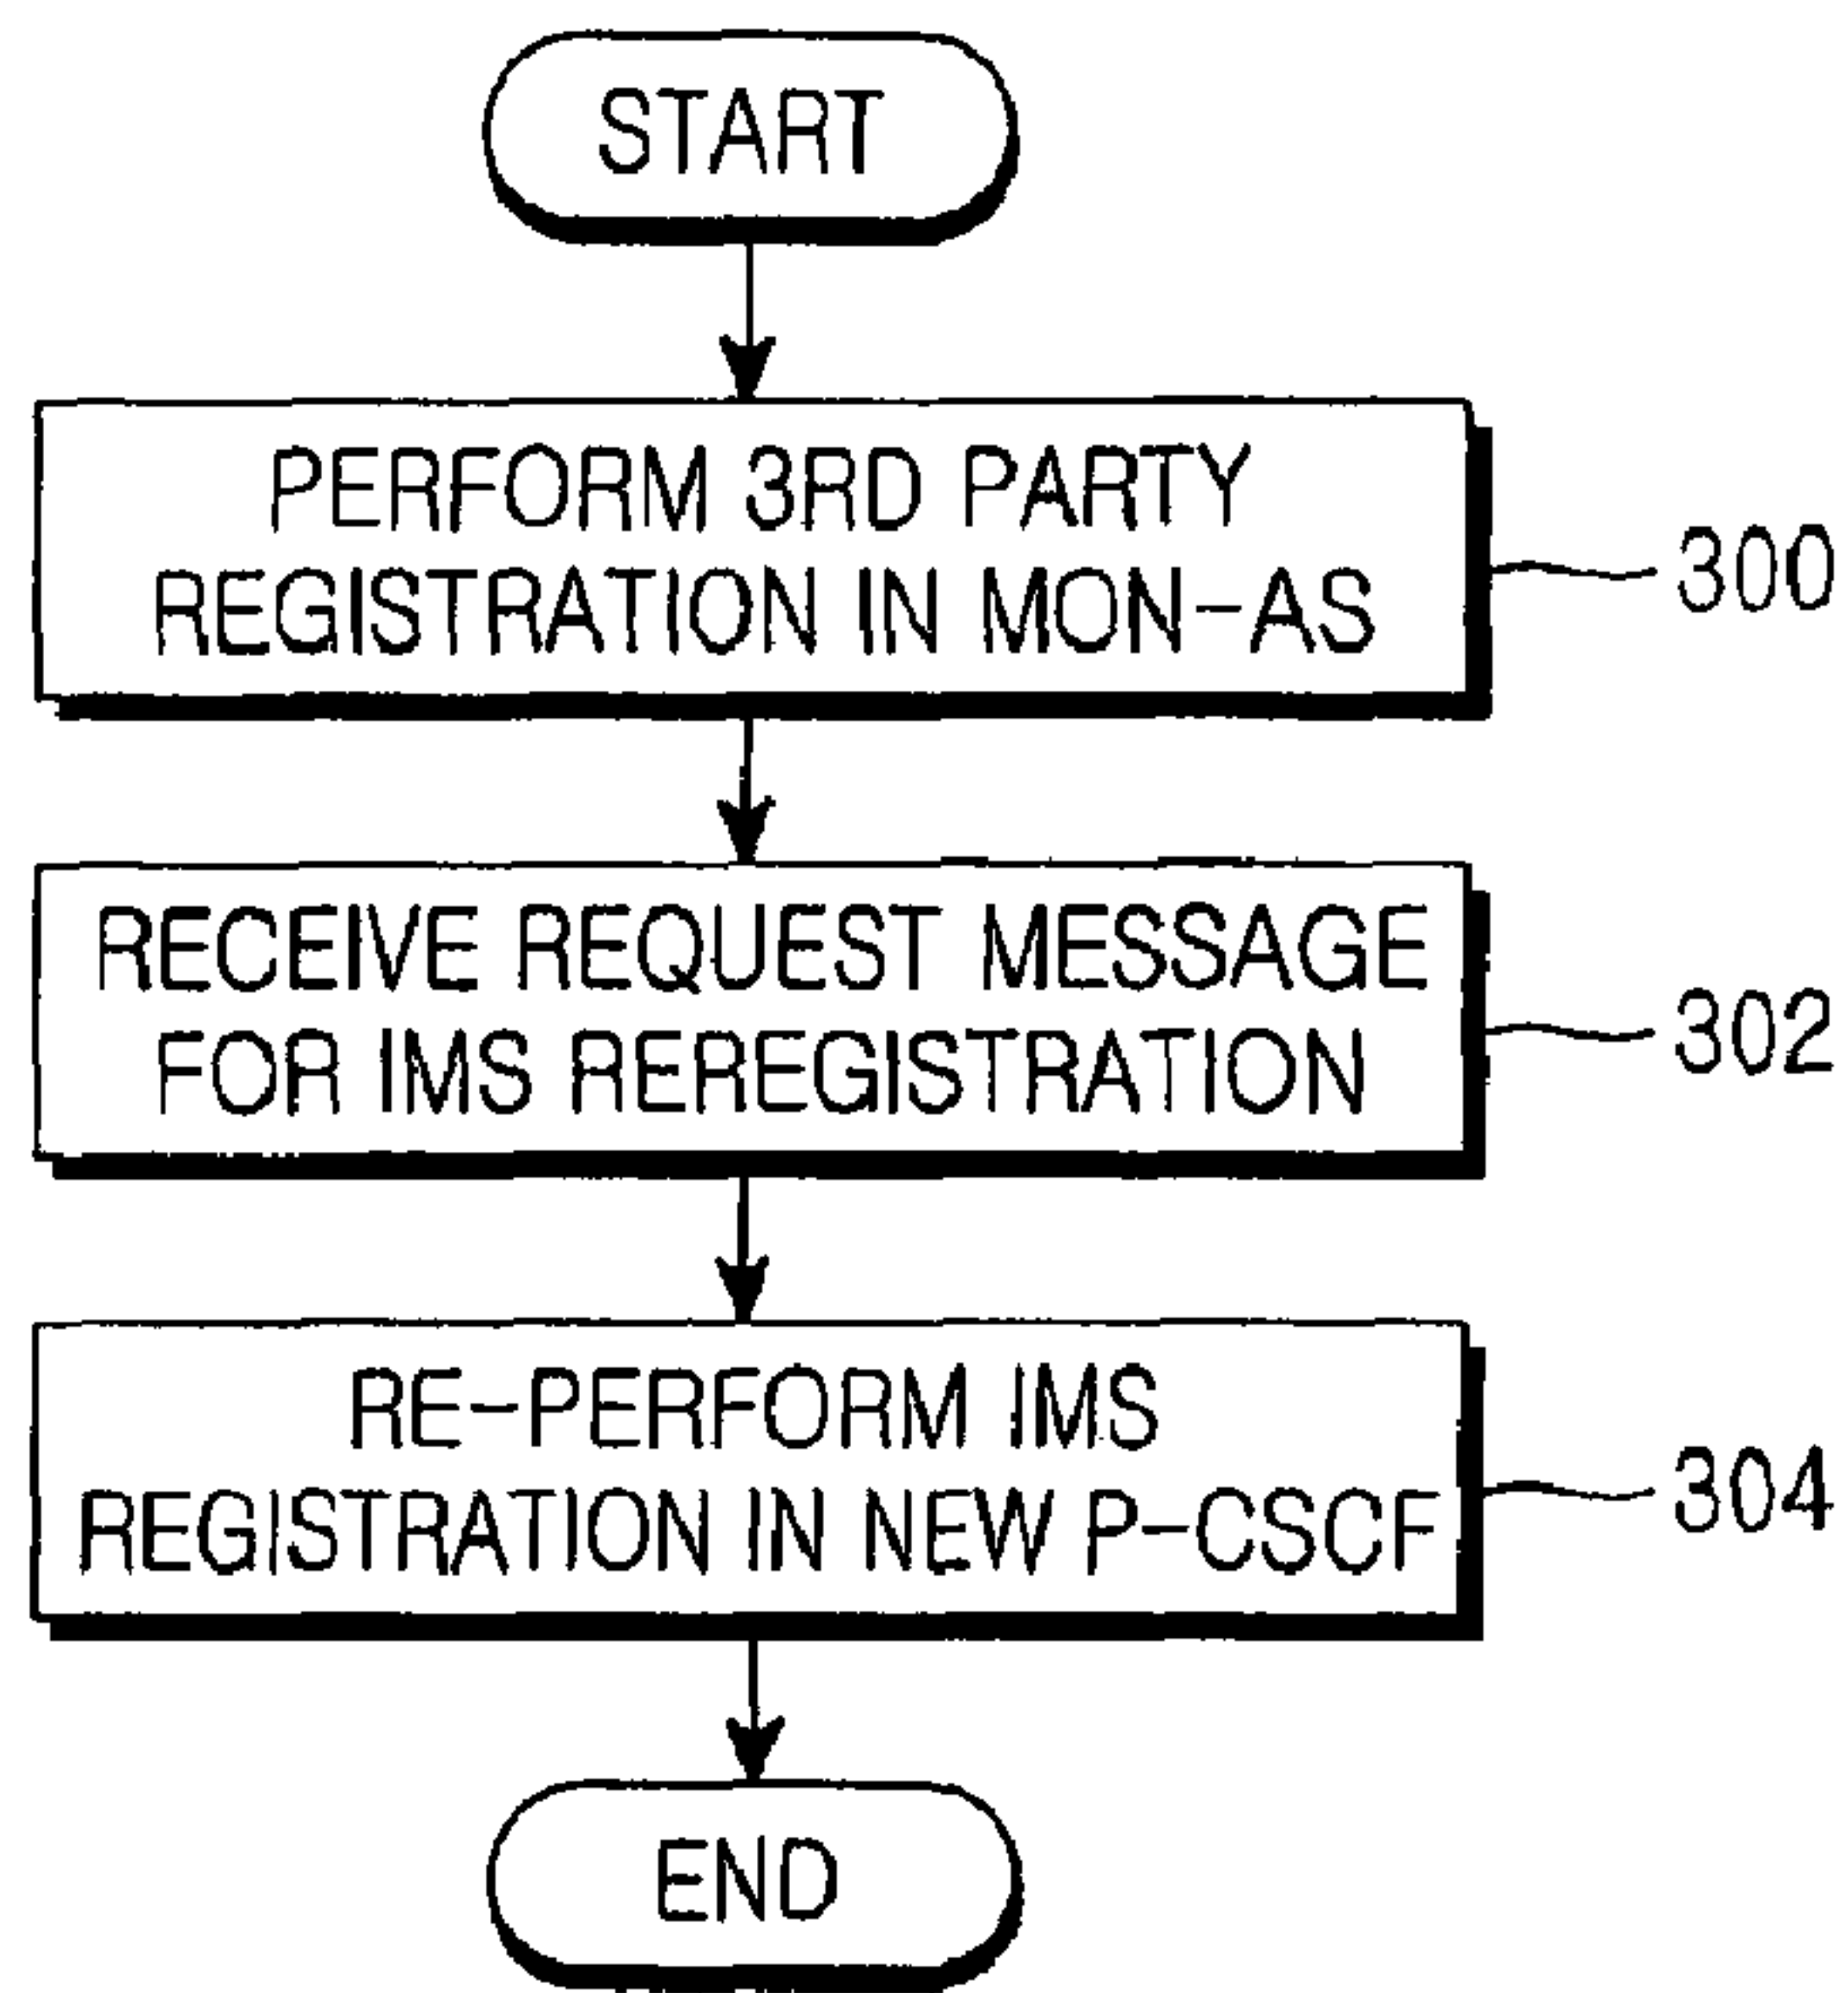 START
PERFORM 3RD PARTY
REGISTRATION IN MON-AS
300
RECEIVE REQUEST MESSAGE
FOR IMS REREGISTRATION
302
RE-PERFORM IMS
REGISTRATION IN NEW P-CSCF
304
END